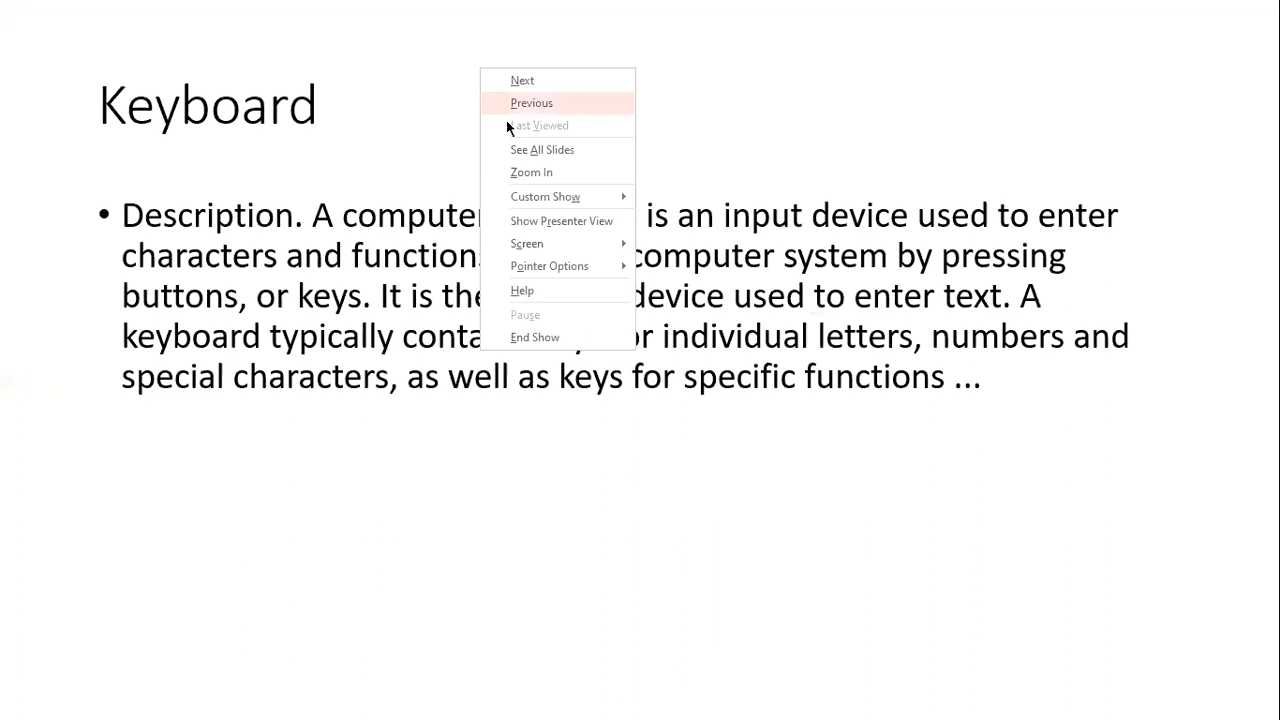 Keyboard
Next
Previous
Last Viewed
See All Slides
Zoom In
Custom Show
Show Presenter View
Screen
Pointer Options
Help
Pause
End Show
• Description. A computer is an input device used to enter
characters and functions computer system by pressing
buttons, or keys. It is the device used to enter text. A
keyboard typically or individual letters, numbers and
special characters, as well as keys for specific functions ...